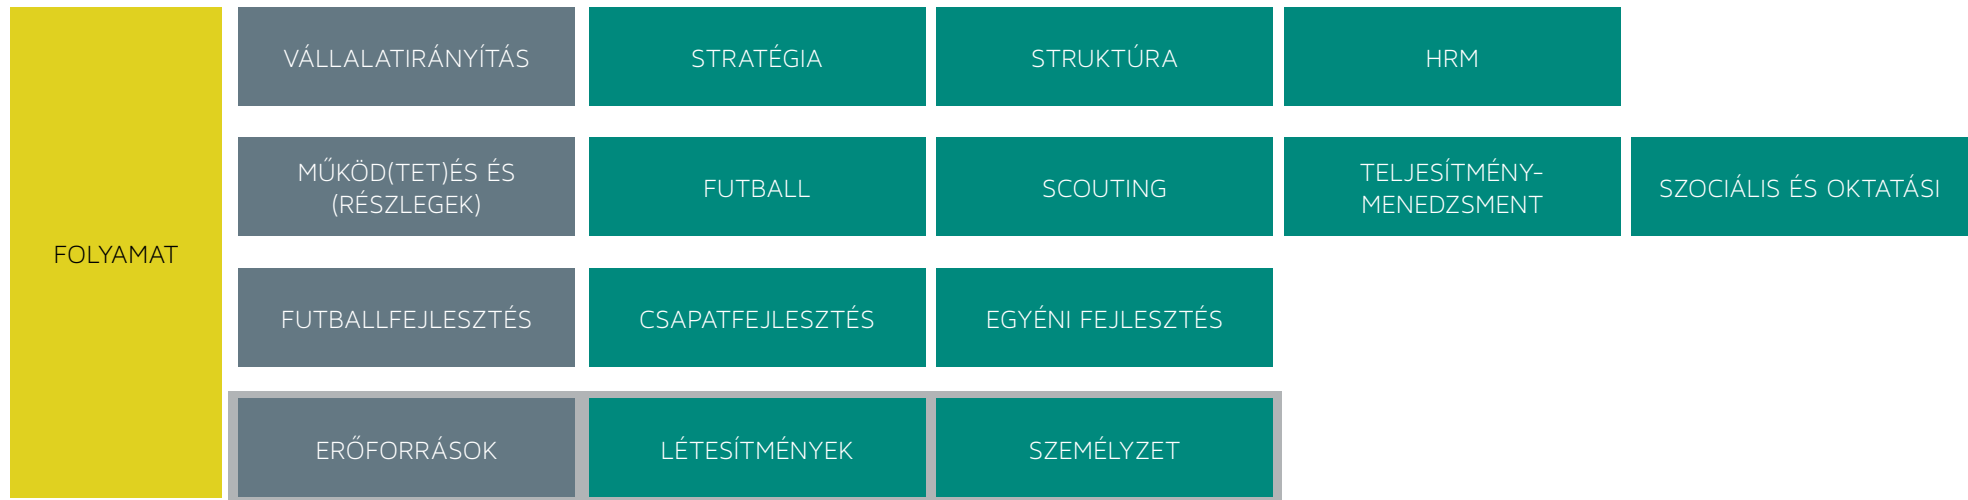 FOLYAMAT
VÁLLALATIRÁNYÍTÁS
STRATÉGIA
STRUKTÚRA
HRM
MŰKÖD(TET)ÉS ÉS
(RÉSZLEGEK)
FUTBALL
SCOUTING
TELJESÍTMÉNY-
MENEDZSMENT
SZOCIÁLIS ÉS OKTATÁSI
FUTBALLFEJLESZTÉS
CSAPATFEJLESZTÉS
EGYÉNI FEJLESZTÉS
ERŐFORRÁSOK
LÉTESÍTMÉNYEK
SZEMÉLYZET